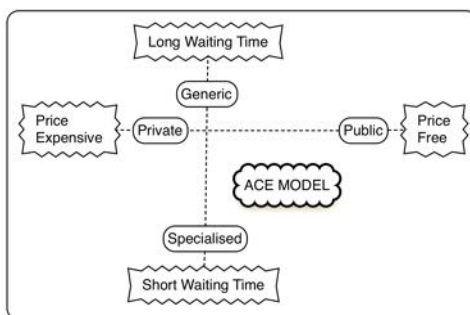 Long Waiting Time
Generic
Price
Expensive
Private
Public
Price
Free
ACE MODEL
Specialised
Short Waiting Time